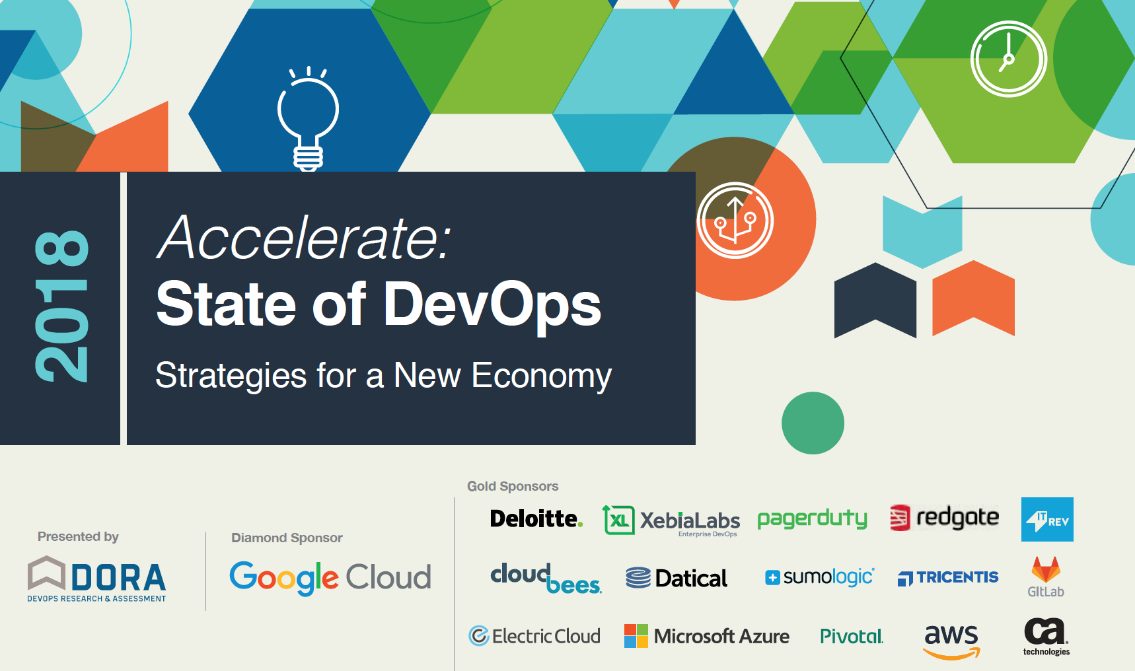 2018
Accelerate:
State of DevOps
Strategies for a New Economy
Presented by
DORA
DEVOPS RESEARCH & ASSESSMENT
Diamond Sponsor
Google Cloud
Gold Sponsors
Deloitte.
XL XebiaLabs
Enterprise DevOps
pagerduty
redgate
IT REV
cloudbees.
Datical
sumologic
TRICENTIS
GitLab
Electric Cloud
Microsoft Azure
Pivotal.
aws
ca.
technologies